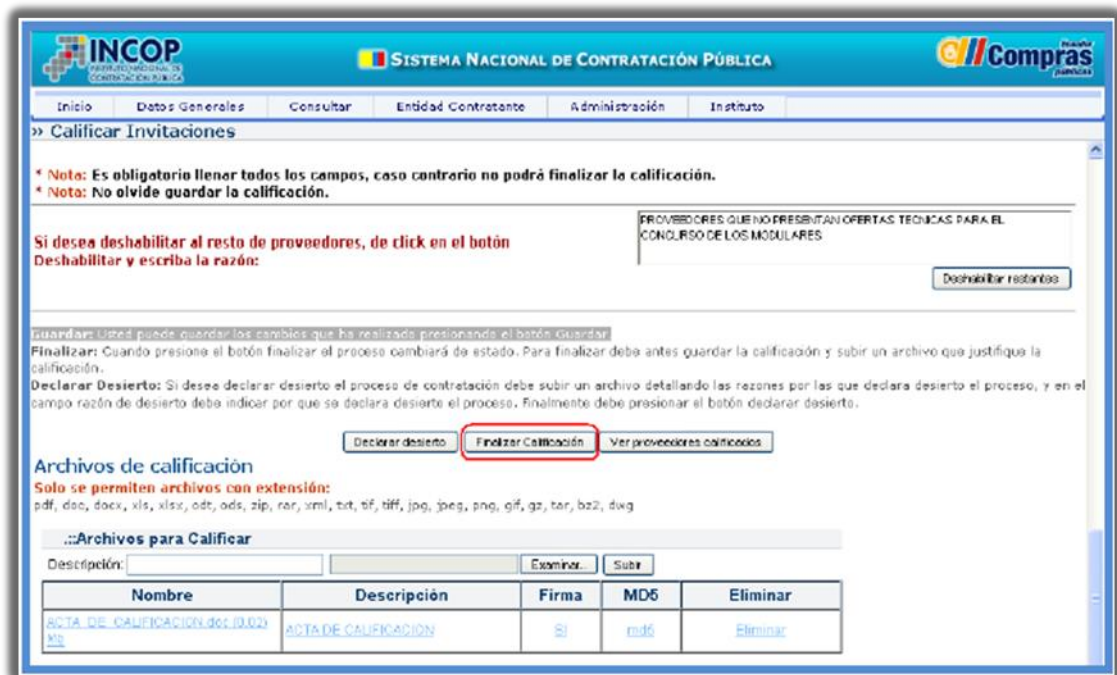 INCOP
INSTITUTO NACIONAL DE
CONTRATACIÓN PÚBLICA
SISTEMA NACIONAL DE CONTRATACIÓN PÚBLICA
Compras
públicas
Inicio Datos Generales Consultar Entidad Contratante Administración Instituto
» Calificar Invitaciones
* Nota: Es obligatorio llenar todos los campos, caso contrario no podrá finalizar la calificación.
* Nota: No olvide guardar la calificación.
Si desea deshabilitar al resto de proveedores, de click en el botón
Deshabilitar y escriba la razón:
PROVEEDORES QUE NO PRESENTAN OFERTAS TECNICAS PARA EL
CONCURSO DE LOS MODULARES
Deshabilitar restantes
Guardar: Usted puede guardar los cambios que ha realizado presionando el botón Guardar
Finalizar: Cuando presione el botón finalizar el proceso cambiará de estado. Para finalizar debe antes guardar la calificación y subir un archivo que justifique la
calificación.
Declarar Desierto: Si desea declarar desierto el proceso de contratación debe subir un archivo detallando las razones por las que declara desierto el proceso, y en el
campo razón de desierto debe indicar por que se declara desierto el proceso. Finalmente debe presionar el botón declarar desierto.
Declarar desierto Finalizar Calificación Ver proveedores calificados
Archivos de calificación
Solo se permiten archivos con extensión:
pdf, doc, docx, xls, xlsx, odt, ods, zip, rar, xml, txt, tif, tiff, jpg, jpeg, png, gif, gz, tar, bz2, dwg
.::Archivos para Calificar
Descripción: Examinar... Subir
Nombre Descripción Firma MD5 Eliminar
ACTA_DE_CALIFICACION.doc (0.02) ACTA DE CALIFICACION SI md5 Eliminar
Mb